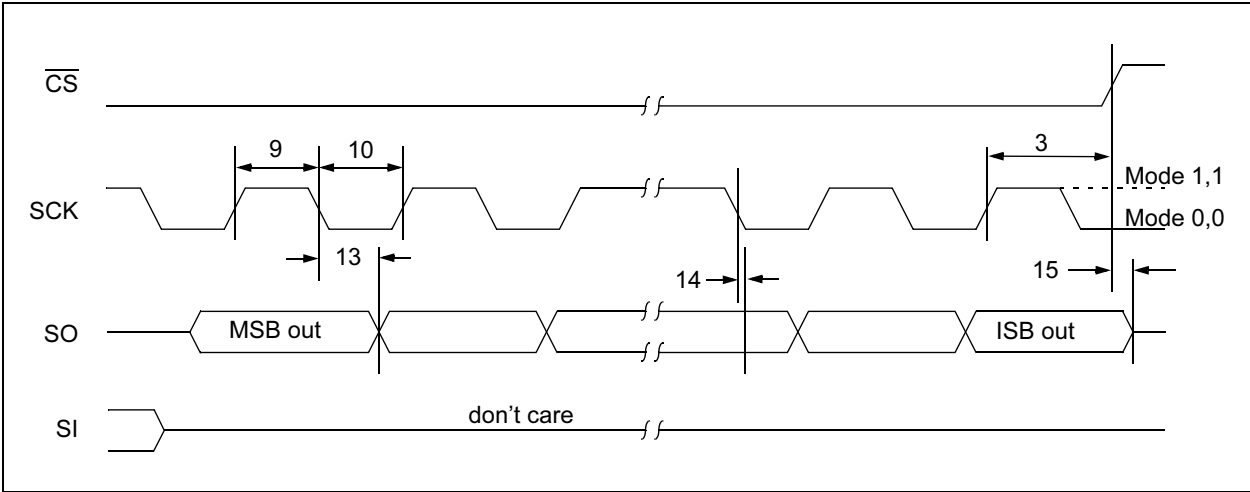 CS
9
10
3
SCK
Mode 1,1
Mode 0,0
13
14
15
SO
MSB out
ISB out
SI
don't care